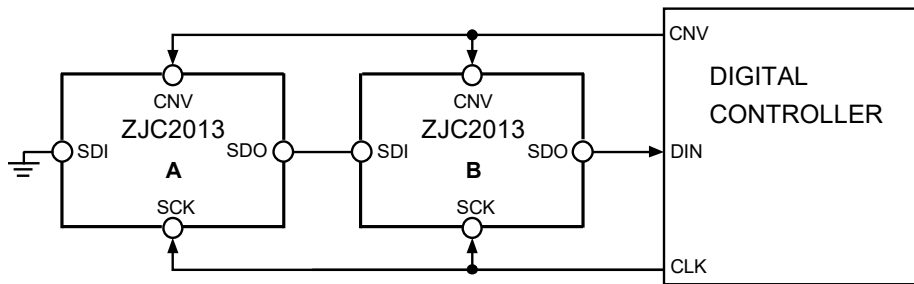 CNV
DIGITAL
CONTROLLER
DIN
CLK
CNV
ZJC2013
SDI
SDO
A
SCK
CNV
ZJC2013
SDI
SDO
B
SCK